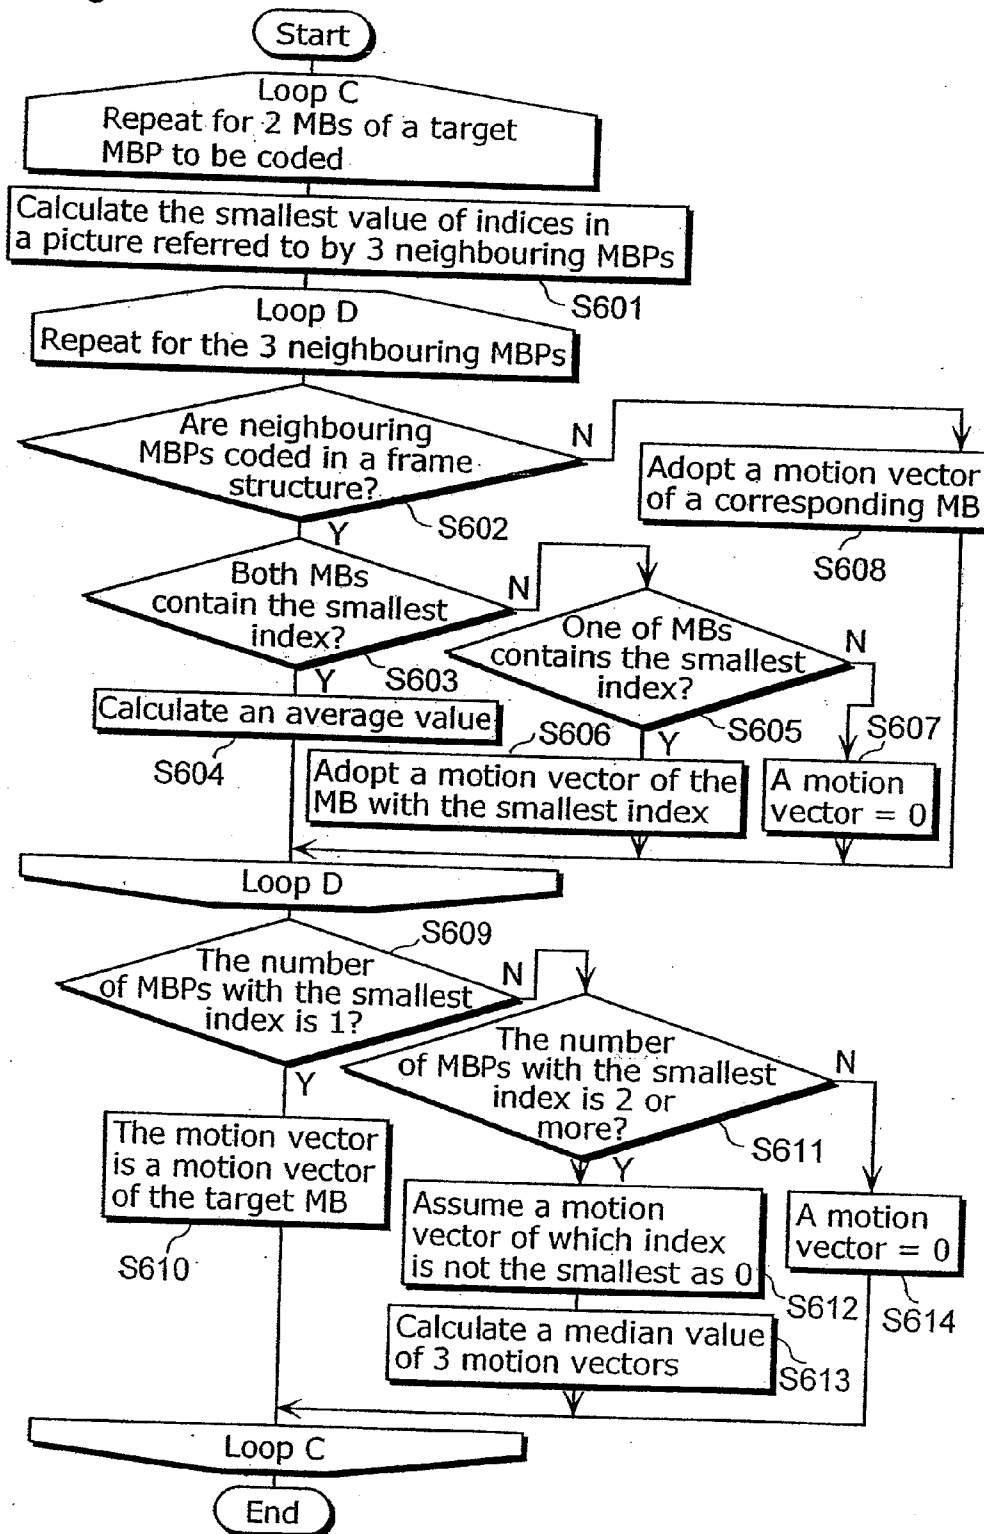 Start
Loop C
Repeat for 2 MBs of a target
MBP to be coded
Calculate the smallest value of indices in
a picture referred to by 3 neighbouring MBPs
S601
Loop D
Repeat for the 3 neighbouring MBPs
Are neighbouring
MBPs coded in a frame
structure?
N
Y
S602
Adopt a motion vector
of a corresponding MB
S608
Both MBs
contain the smallest
index?
N
Y
S603
One of MBs
contains the smallest
index?
N
Y
S605
Calculate an average value
S604
S606
Adopt a motion vector of the
MB with the smallest index
S607
A motion
vector = 0
Loop D
S609
The number
of MBPs with the smallest
index is 1?
N
Y
The number
of MBPs with the smallest
index is 2 or
more?
N
Y
S611
The motion vector
is a motion vector
of the target MB
S610
Assume a motion
vector of which index
is not the smallest as 0
S612
A motion
vector = 0
S614
Calculate a median value
of 3 motion vectors
S613
Loop C
End